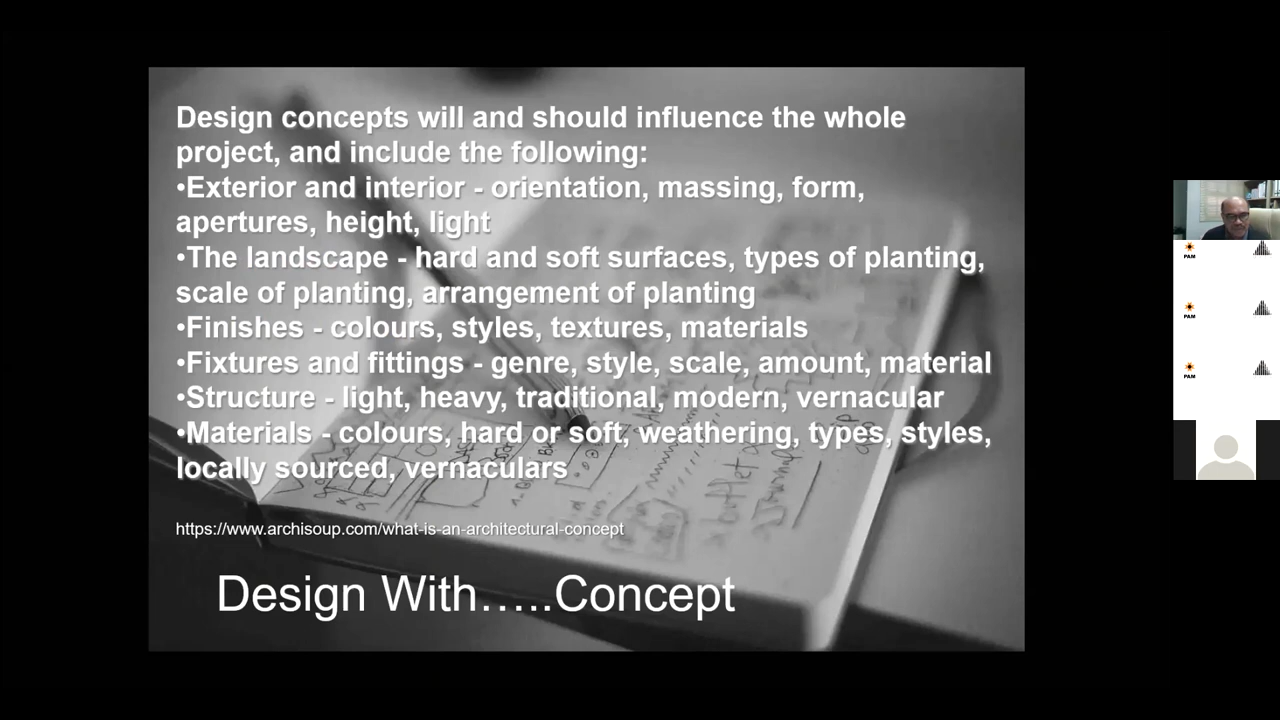 Design concepts will and should influence the whole
project, and include the following:
•Exterior and interior - orientation, massing, form,
apertures, height, light
•The landscape - hard and soft surfaces, types of planting,
scale of planting, arrangement of planting
•Finishes - colours, styles, textures, materials
•Fixtures and fittings - genre, style, scale, amount, material
•Structure - light, heavy, traditional, modern, vernacular
•Materials - colours, hard or soft, weathering, types, styles,
locally sourced, vernaculars
https://www.archisoup.com/what-is-an-architectural-concept
Design With…..Concept
PAM
PAM
PAM